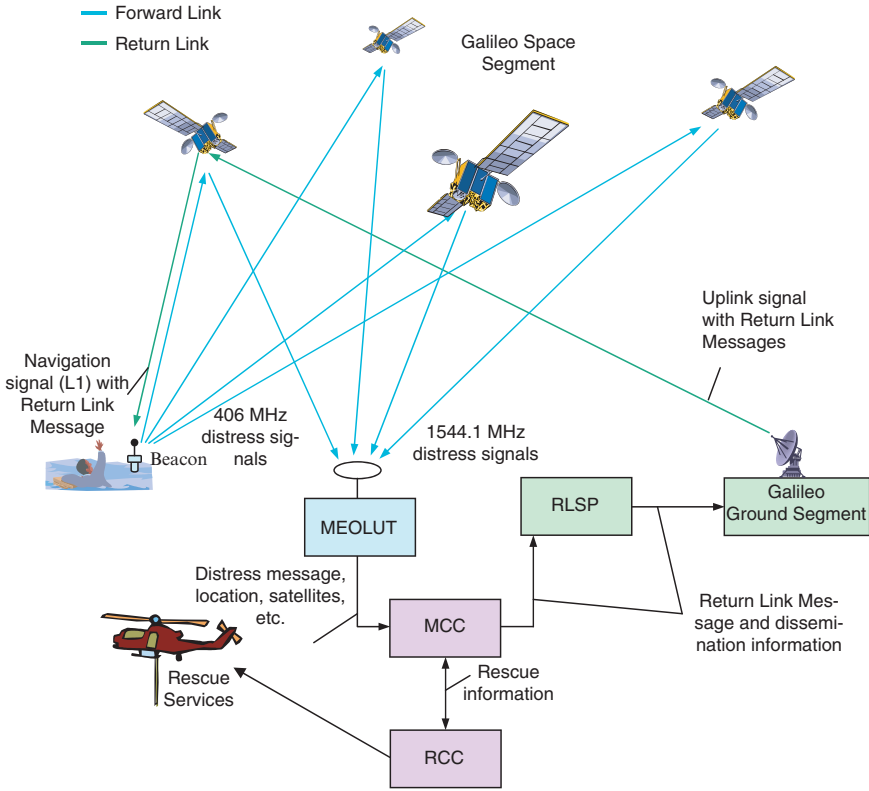 Forward Link
Return Link
Galileo Space
Segment
Uplink signal
with Return Link
Messages
Navigation
signal (L1) with
Return Link
Message
406 MHz
distress sig-
nals
1544.1 MHz
distress signals
Beacon
MEOLUT
RLSP
Galileo
Ground Segment
Distress message,
location, satellites,
etc.
MCC
Return Link Mes-
sage and dissemi-
nation information
Rescue
information
Rescue
Services
RCC